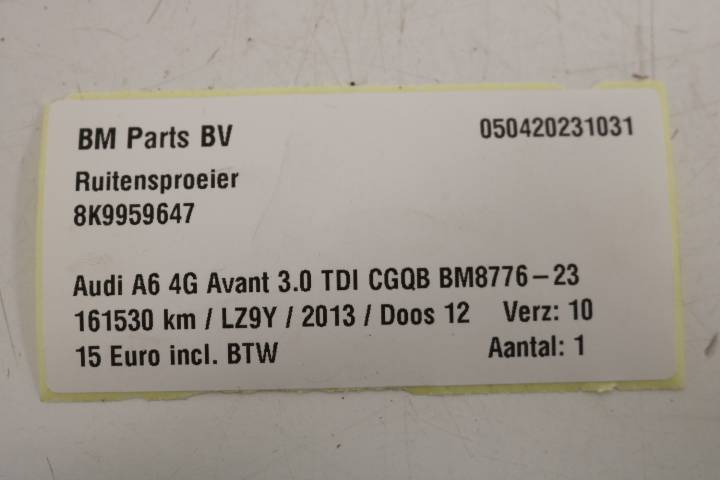 BM Parts BV 050420231031
Ruitensproeier
8K9959647
Audi A6 4G Avant 3.0 TDI CGQB BM8776-23
161530 km / LZ9Y / 2013 / Doos 12 Verz: 10
15 Euro incl. BTW Aantal: 1